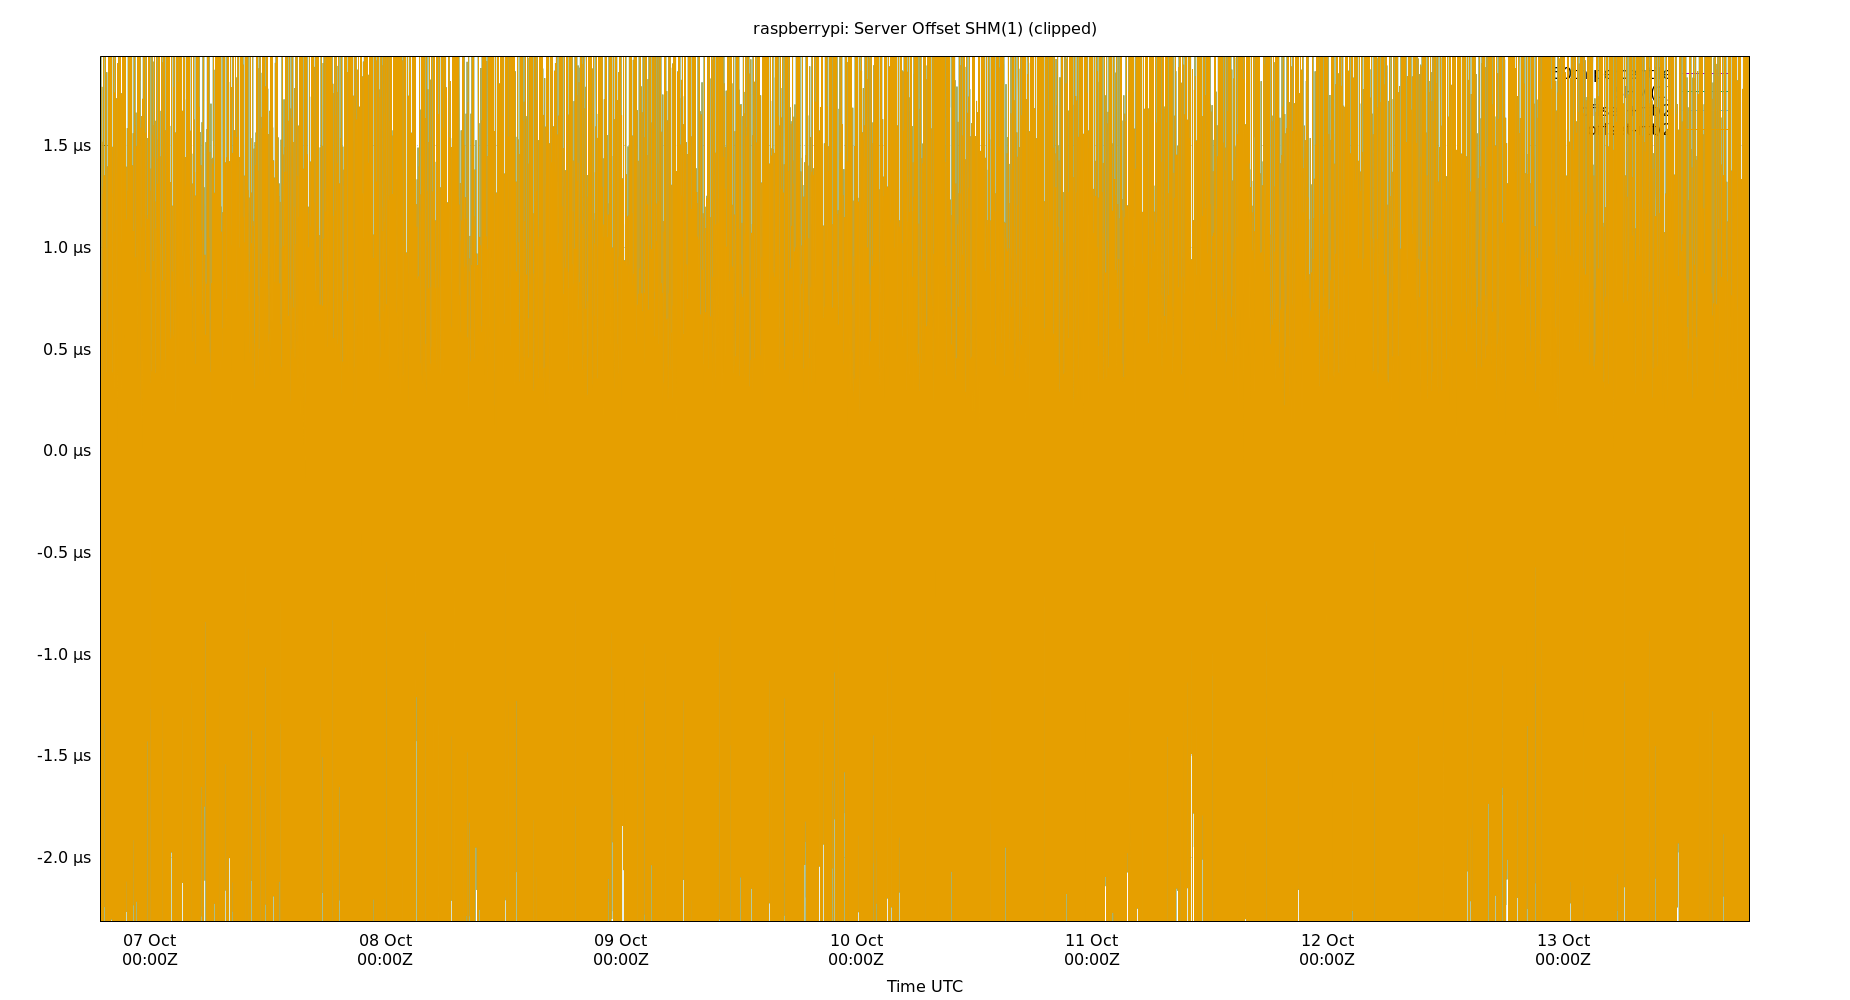 raspberrypi: Server Offset SHM(1) (clipped)
1.5 µs
1.0 µs
0.5 µs
0.0 µs
-0.5 µs
-1.0 µs
-1.5 µs
-2.0 µs
07 Oct 08 Oct 09 Oct 10 Oct 11 Oct 12 Oct 13 Oct
00:00Z 00:00Z 00:00Z 00:00Z 00:00Z 00:00Z 00:00Z
Time UTC